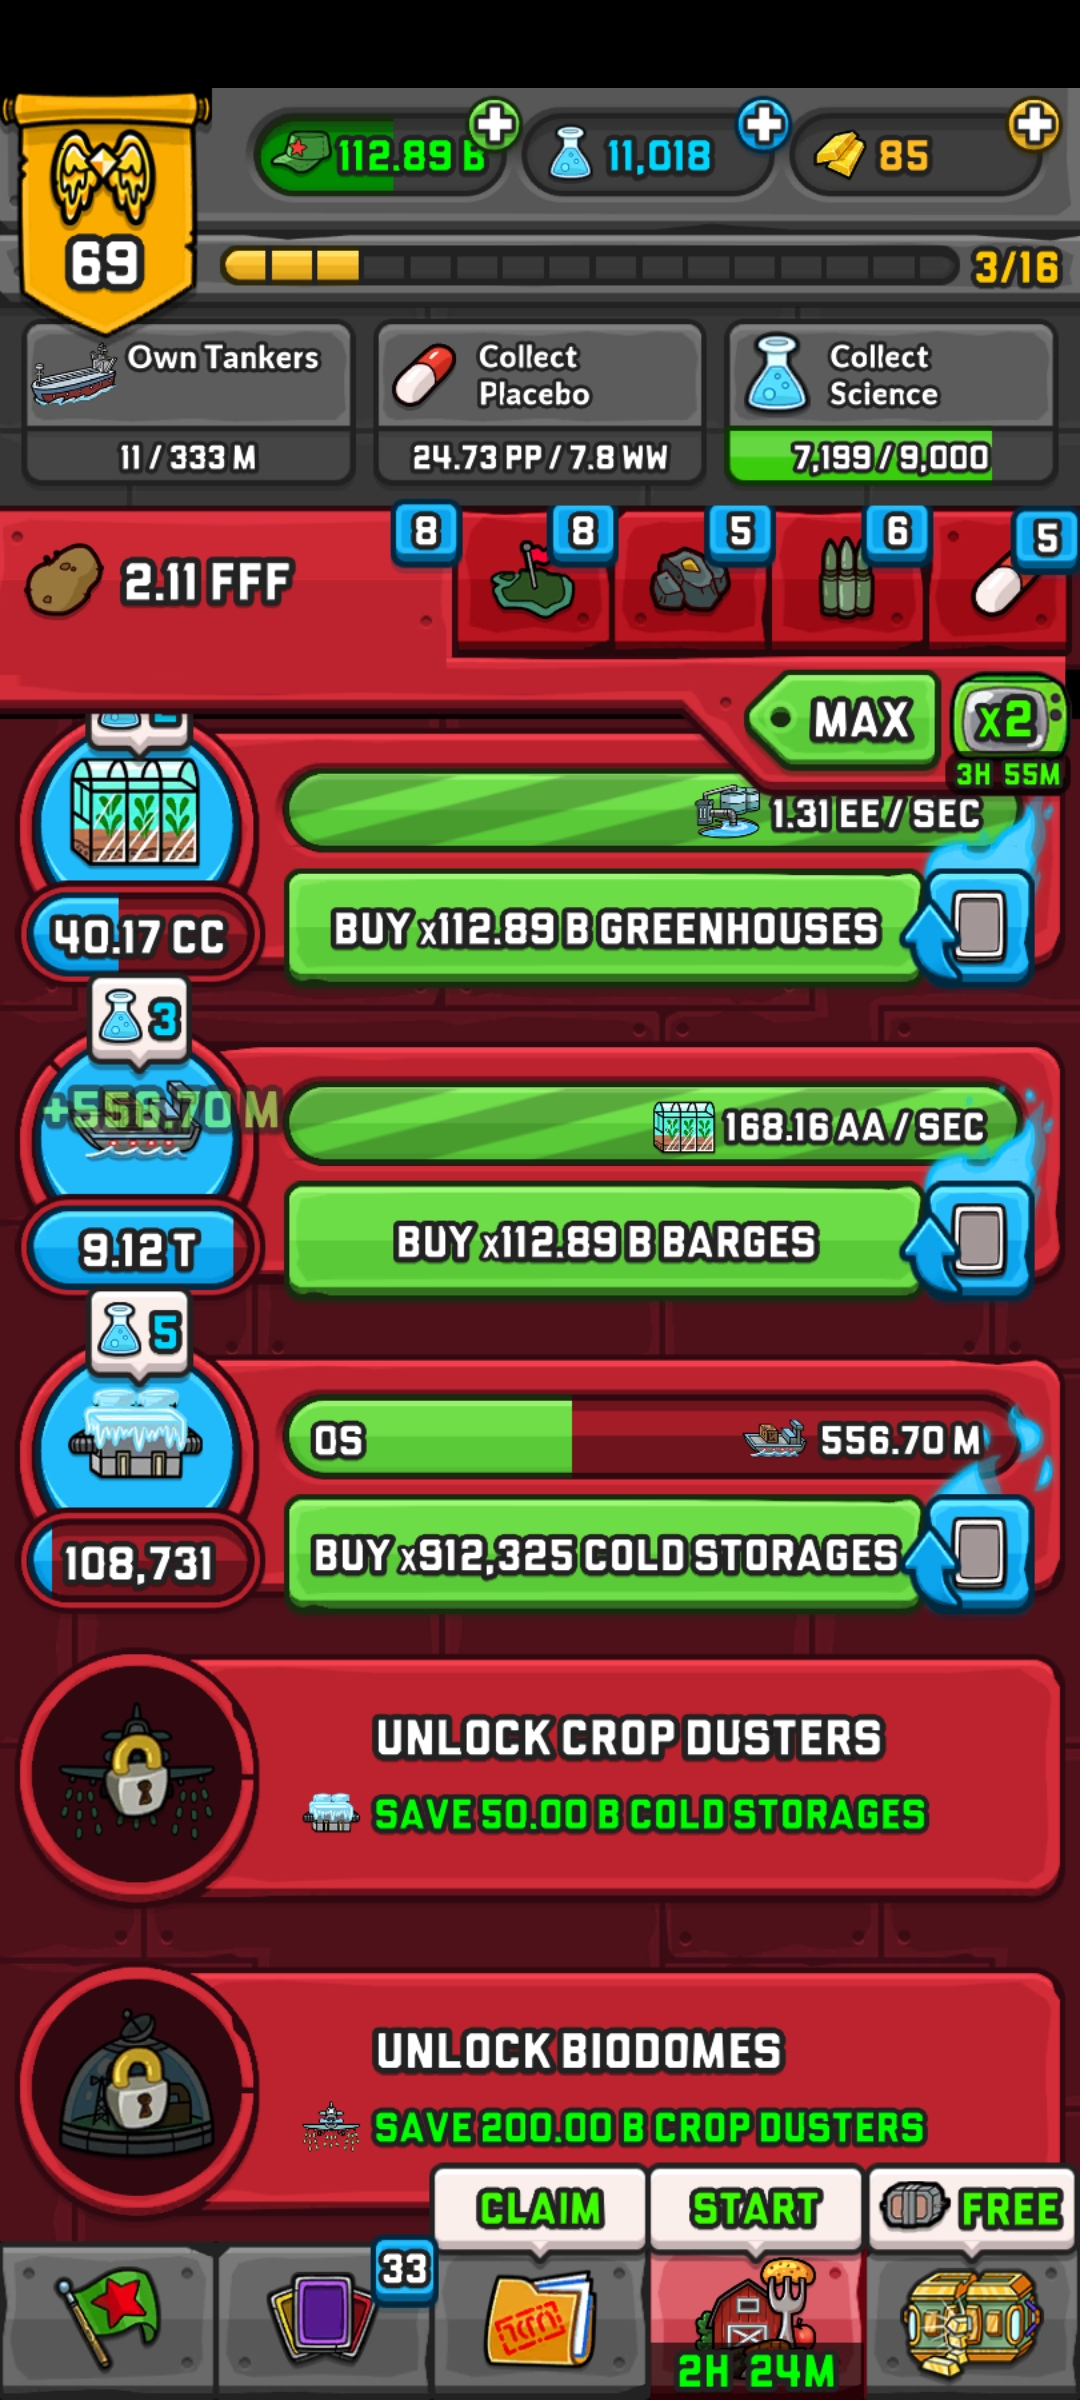 112.89 B
11,018
85
69
3/16
Own Tankers
11 / 333 M
Collect
Placebo
24.73 PP / 7.8 WW
Collect
Science
7,199 / 9,000
2.11 FFF
8
8
5
6
5
MAX
x2
3H 55M
1.31 EE / SEC
40.17 CC
BUY x112.89 B GREENHOUSES
3
+556.70 M
168.16 AA / SEC
9.12 T
BUY x112.89 B BARGES
5
0S
556.70 M
108,731
BUY x912,325 COLD STORAGES
UNLOCK CROP DUSTERS
SAVE 50.00 B COLD STORAGES
UNLOCK BIODOMES
SAVE 200.00 B CROP DUSTERS
CLAIM
START
FREE
33
2H 24M